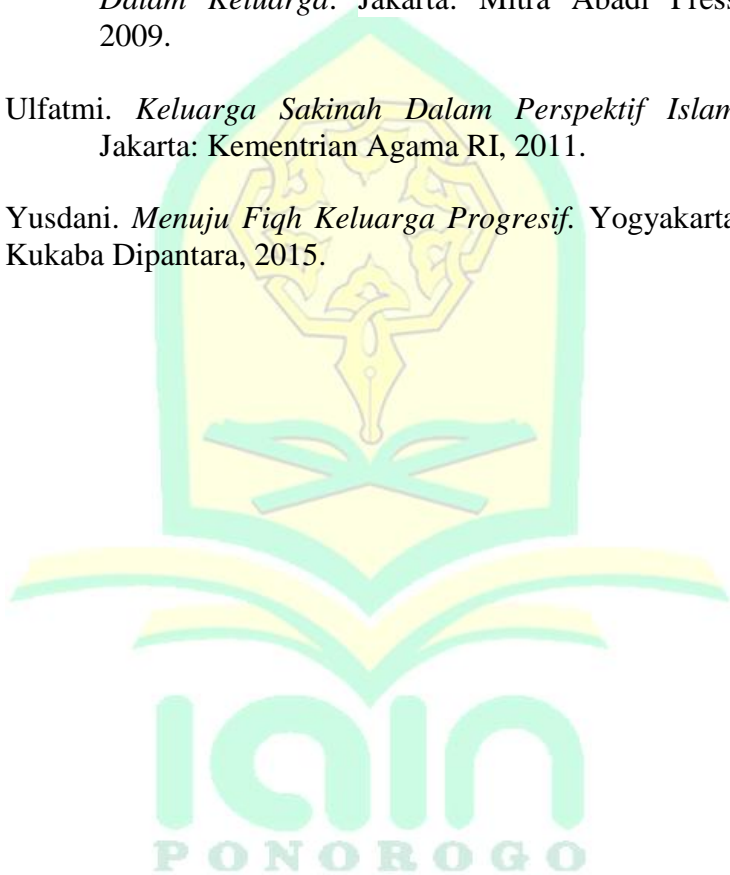 Dalam Keluarga. Jakarta: Mitra Abadi Press
2009.
Ulfatmi. Keluarga Sakinah Dalam Perspektif Islam
Jakarta: Kementrian Agama RI, 2011.
Yusdani. Menuju Fiqh Keluarga Progresif. Yogyakarta
Kukaba Dipantara, 2015.
iain
PONOROGO